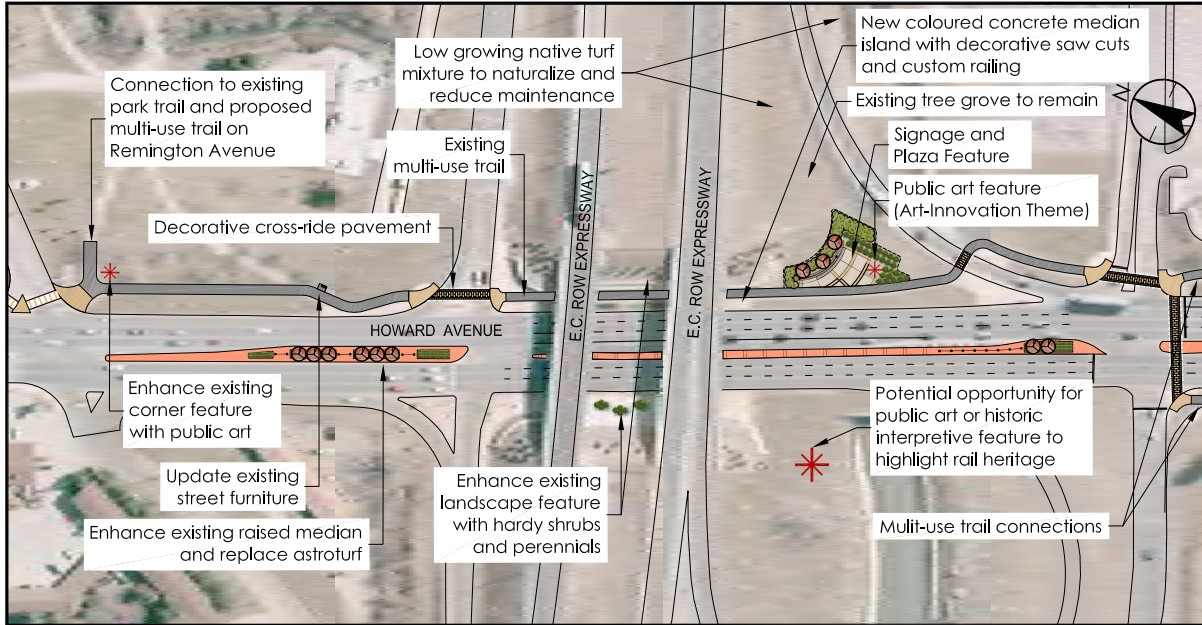 Low growing native turf
mixture to naturalize and
reduce maintenance
New coloured concrete median
island with decorative saw cuts
and custom railing
Connection to existing
park trail and proposed
multi-use trail on
Remington Avenue
Existing tree grove to remain
N
Existing
multi-use trail
Signage and
Plaza Feature
Public art feature
(Art-Innovation Theme)
Decorative cross-ride pavement
E.C. ROW EXPRESSWAY
E.C. ROW EXPRESSWAY
HOWARD AVENUE
Enhance existing
corner feature
with public art
Update existing
street furniture
Enhance existing raised median
and replace astroturf
Enhance existing
landscape feature
with hardy shrubs
and perennials
Potential opportunity for
public art or historic
interpretive feature to
highlight rail heritage
Mulit-use trail connections